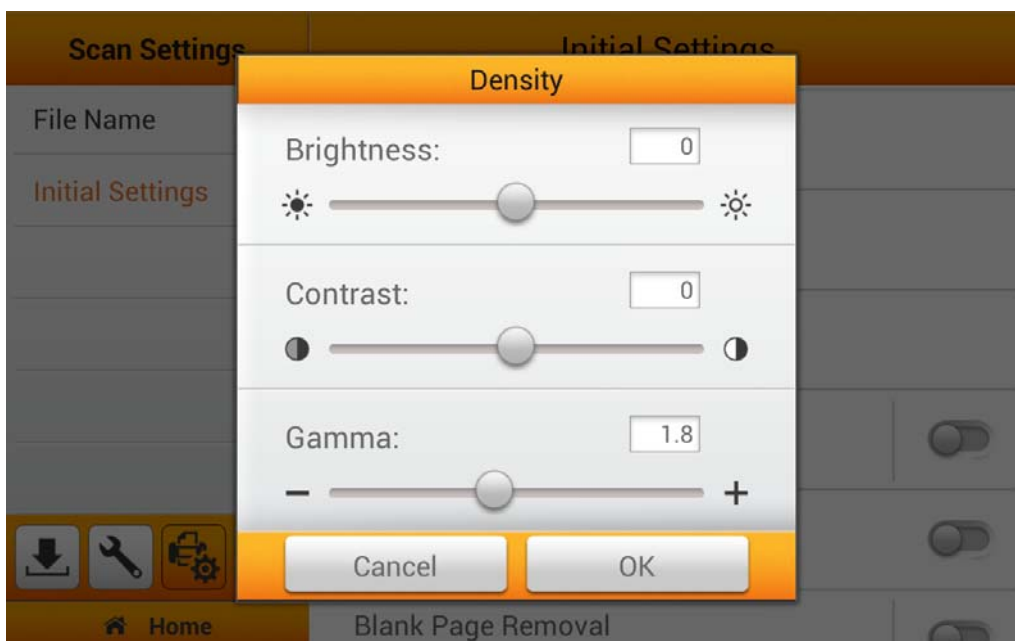 Scan Settings
Initial Settings
Density
File Name
Initial Settings
Brightness:
0
Contrast:
0
Gamma:
1.8
Cancel
OK
Home
Blank Page Removal